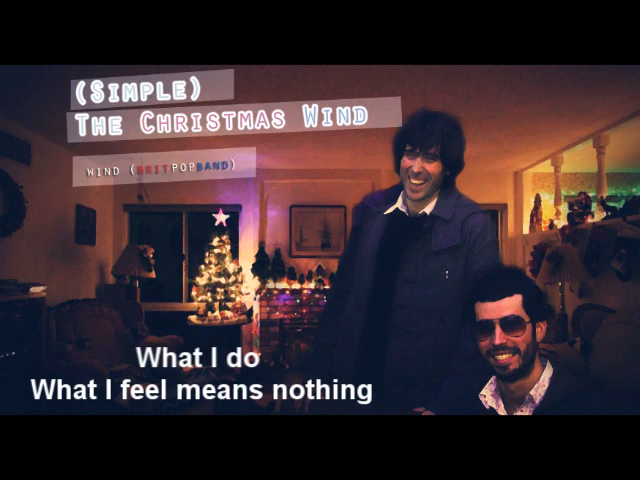 (Simple)
The Christmas Wind
WIND (BRITPOPBAND)
What I do
What I feel means nothing